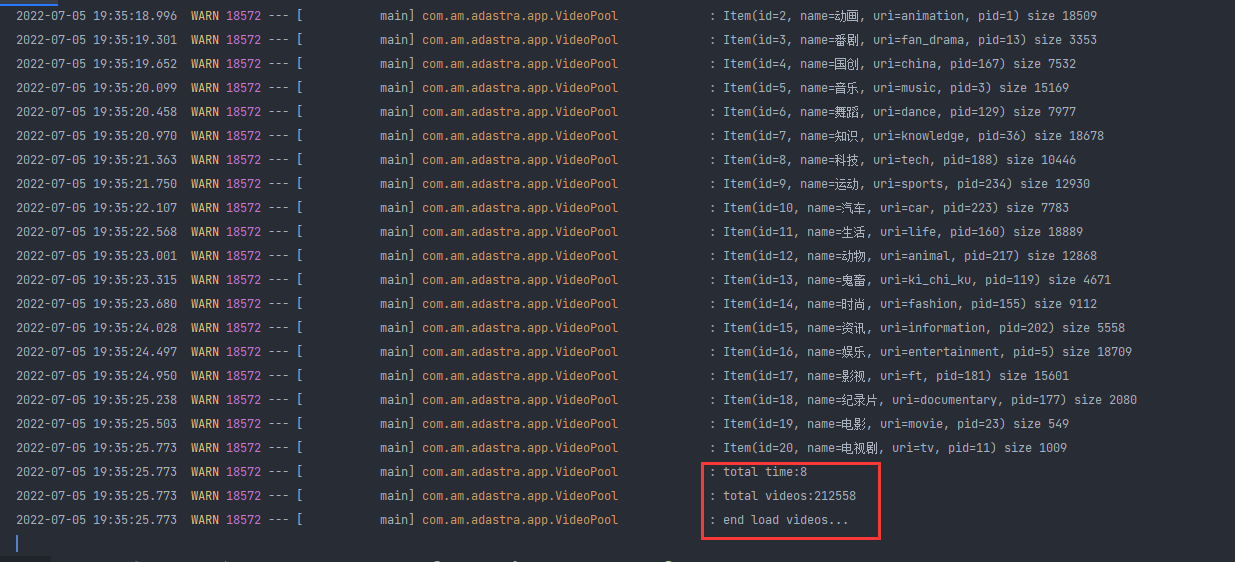 2022-07-05 19:35:18.996  WARN 18572 --- [           main] com.am.adastra.app.VideoPool             : Item(id=2, name=动画, uri=animation, pid=1) size 18509
2022-07-05 19:35:19.301  WARN 18572 --- [           main] com.am.adastra.app.VideoPool             : Item(id=3, name=番剧, uri=fan_drama, pid=13) size 3353
2022-07-05 19:35:19.652  WARN 18572 --- [           main] com.am.adastra.app.VideoPool             : Item(id=4, name=国创, uri=china, pid=167) size 7532
2022-07-05 19:35:20.099  WARN 18572 --- [           main] com.am.adastra.app.VideoPool             : Item(id=5, name=音乐, uri=music, pid=3) size 15169
2022-07-05 19:35:20.458  WARN 18572 --- [           main] com.am.adastra.app.VideoPool             : Item(id=6, name=舞蹈, uri=dance, pid=129) size 7977
2022-07-05 19:35:20.970  WARN 18572 --- [           main] com.am.adastra.app.VideoPool             : Item(id=7, name=知识, uri=knowledge, pid=36) size 18678
2022-07-05 19:35:21.363  WARN 18572 --- [           main] com.am.adastra.app.VideoPool             : Item(id=8, name=科技, uri=tech, pid=188) size 10446
2022-07-05 19:35:21.750  WARN 18572 --- [           main] com.am.adastra.app.VideoPool             : Item(id=9, name=运动, uri=sports, pid=234) size 12930
2022-07-05 19:35:22.107  WARN 18572 --- [           main] com.am.adastra.app.VideoPool             : Item(id=10, name=汽车, uri=car, pid=223) size 7783
2022-07-05 19:35:22.568  WARN 18572 --- [           main] com.am.adastra.app.VideoPool             : Item(id=11, name=生活, uri=life, pid=160) size 18889
2022-07-05 19:35:23.001  WARN 18572 --- [           main] com.am.adastra.app.VideoPool             : Item(id=12, name=动物, uri=animal, pid=217) size 12868
2022-07-05 19:35:23.315  WARN 18572 --- [           main] com.am.adastra.app.VideoPool             : Item(id=13, name=鬼畜, uri=ki_chi_ku, pid=119) size 4671
2022-07-05 19:35:23.680  WARN 18572 --- [           main] com.am.adastra.app.VideoPool             : Item(id=14, name=时尚, uri=fashion, pid=155) size 9112
2022-07-05 19:35:24.028  WARN 18572 --- [           main] com.am.adastra.app.VideoPool             : Item(id=15, name=资讯, uri=information, pid=202) size 5558
2022-07-05 19:35:24.497  WARN 18572 --- [           main] com.am.adastra.app.VideoPool             : Item(id=16, name=娱乐, uri=entertainment, pid=5) size 18709
2022-07-05 19:35:24.950  WARN 18572 --- [           main] com.am.adastra.app.VideoPool             : Item(id=17, name=影视, uri=ft, pid=181) size 15601
2022-07-05 19:35:25.238  WARN 18572 --- [           main] com.am.adastra.app.VideoPool             : Item(id=18, name=纪录片, uri=documentary, pid=177) size 2080
2022-07-05 19:35:25.503  WARN 18572 --- [           main] com.am.adastra.app.VideoPool             : Item(id=19, name=电影, uri=movie, pid=23) size 549
2022-07-05 19:35:25.773  WARN 18572 --- [           main] com.am.adastra.app.VideoPool             : Item(id=20, name=电视剧, uri=tv, pid=11) size 1009
2022-07-05 19:35:25.773  WARN 18572 --- [           main] com.am.adastra.app.VideoPool             : total time:8
2022-07-05 19:35:25.773  WARN 18572 --- [           main] com.am.adastra.app.VideoPool             : total videos:212558
2022-07-05 19:35:25.773  WARN 18572 --- [           main] com.am.adastra.app.VideoPool             : end load videos...